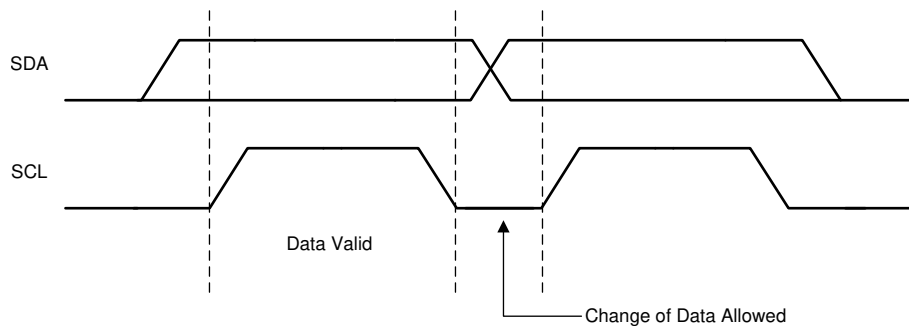 SDA
SCL
Data Valid
Change of Data Allowed